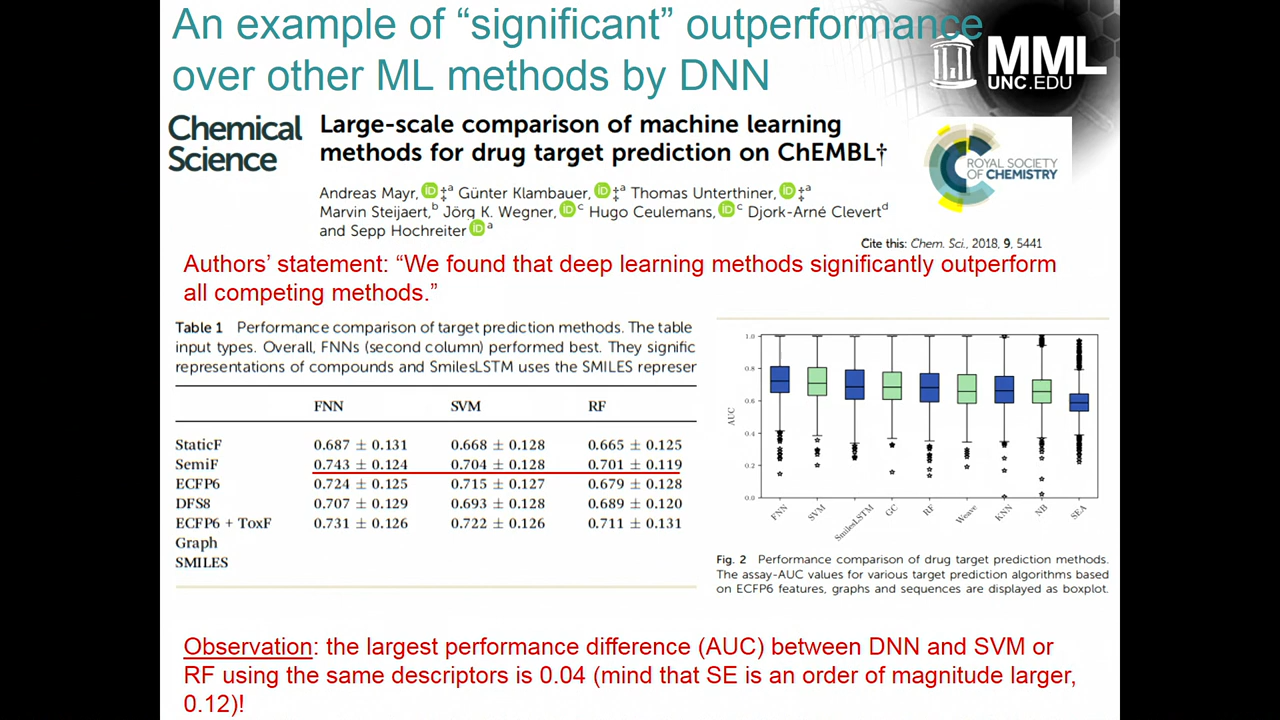 An example of “significant” outperformance
over other ML methods by DNN
MML
UNC.EDU
Chemical
Science
Large-scale comparison of machine learning
methods for drug target prediction on ChEMBL†
ROYAL SOCIETY
OF CHEMISTRY
Andreas Mayr, iD ‡a Günter Klambauer, iD ‡a Thomas Unterthiner, iD ‡a
Marvin Steijaert,b Jörg K. Wegner, iD c Hugo Ceulemans, iD c Djork-Arné Clevertd
and Sepp Hochreiter iD a
Cite this: Chem. Sci., 2018, 9, 5441
Authors’ statement: “We found that deep learning methods significantly outperform
all competing methods.”
Table 1 Performance comparison of target prediction methods. The table
input types. Overall, FNNs (second column) performed best. They signific
representations of compounds and SmilesLSTM uses the SMILES represer
FNN SVM RF
StaticF 0.687 ± 0.131 0.668 ± 0.128 0.665 ± 0.125
SemiF 0.743 ± 0.124 0.704 ± 0.128 0.701 ± 0.119
ECFP6 0.724 ± 0.125 0.715 ± 0.127 0.679 ± 0.128
DFS8 0.707 ± 0.129 0.693 ± 0.128 0.689 ± 0.120
ECFP6 + ToxF 0.731 ± 0.126 0.722 ± 0.126 0.711 ± 0.131
Graph
SMILES
1.0
0.8
0.6
0.4
0.2
0.0
AUC
FNN SVM SmilesLSTM GC RF Weave KNN NB SEA
Fig. 2 Performance comparison of drug target prediction methods.
The assay-AUC values for various target prediction algorithms based
on ECFP6 features, graphs and sequences are displayed as boxplot.
Observation: the largest performance difference (AUC) between DNN and SVM or
RF using the same descriptors is 0.04 (mind that SE is an order of magnitude larger,
0.12)!